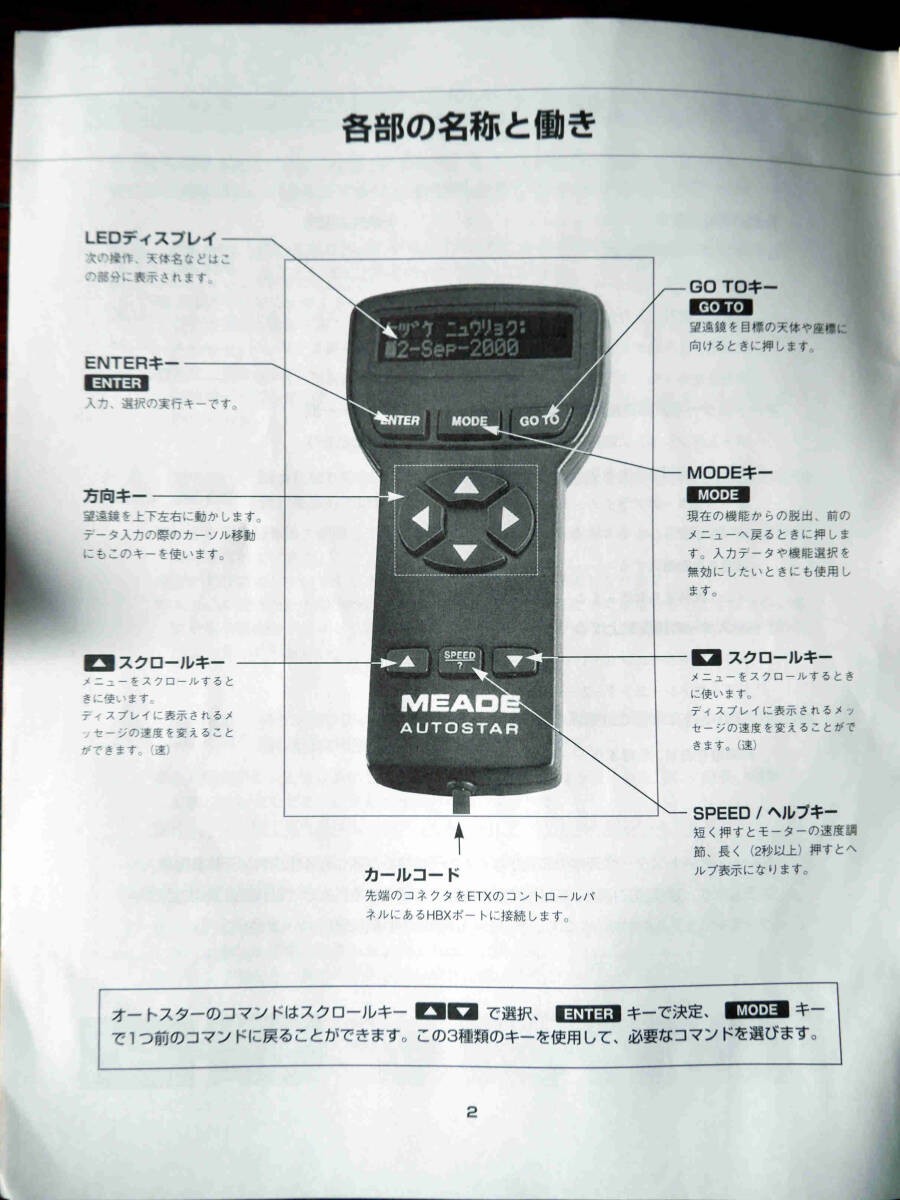 各部の名称と働き
LEDディスプレイ
次の操作、天体名などはこ
の部分に表示されます。
ENTERキー
ENTER
入力、選択の実行キーです。
方向キー
望遠鏡を上下左右に動かします。
データ入力の際のカーソル移動
にもこのキーを使います。
▲ スクロールキー
メニューをスクロールすると
きに使います。
ディスプレイに表示されるメ
ッセージの速度を変えること
ができます。(速)
ヒヅケ ニュウリョク:
2-Sep-2000
ENTER
MODE
GO TO
▲
◀
▶
▼
▲
SPEED
?
▼
MEADE
AUTOSTAR
GO TOキー
GO TO
望遠鏡を目標の天体や座標に
向けるときに押します。
MODEキー
MODE
現在の機能からの脱出、前の
メニューへ戻るときに押しま
す。入力データや機能選択を
無効にしたいときにも使用し
ます。
▼ スクロールキー
メニューをスクロールするとき
に使います。
ディスプレイに表示されるメッ
セージの速度を変えることがで
きます。(速)
SPEED / ヘルプキー
短く押すとモーターの速度調
節、長く(2秒以上)押すとヘ
ルプ表示になります。
カールコード
先端のコネクタをETXのコントロールパ
ネルにあるHBXポートに接続します。
オートスターのコマンドはスクロールキー ▲▼ で選択、 ENTER キーで決定、 MODE キー
で1つ前のコマンドに戻ることができます。この3種類のキーを使用して、必要なコマンドを選びます。
2